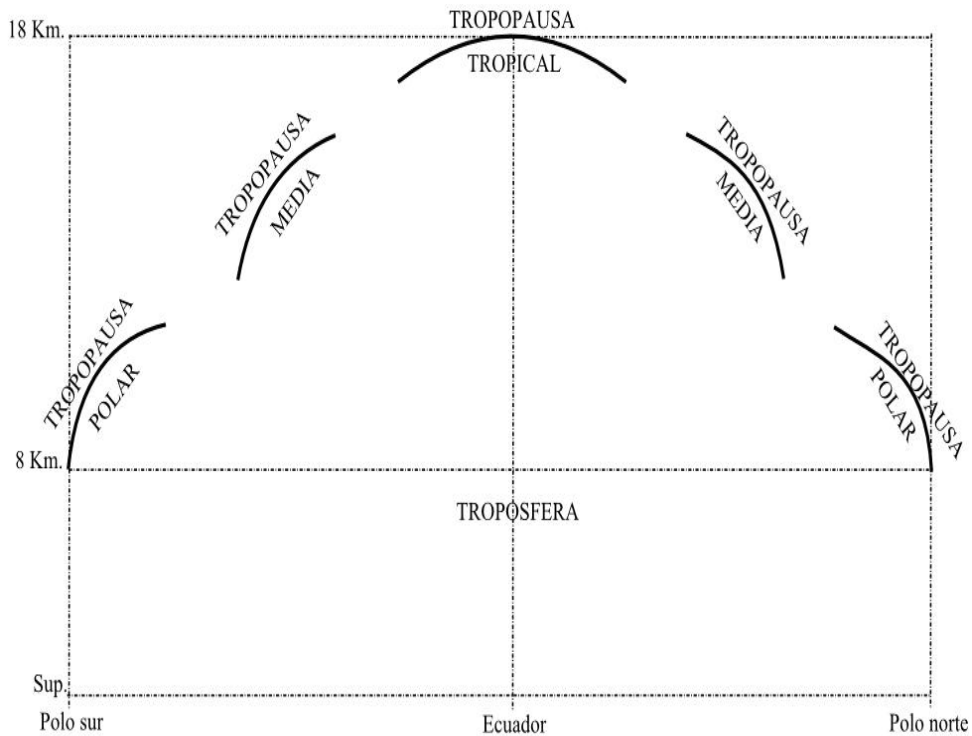 18 Km.
TROPOPAUSA
TROPICAL
TROPOPAUSA
MEDIA
TROPOPAUSA
MEDIA
TROPOPAUSA
POLAR
TROPOPAUSA
POLAR
8 Km.
TROPOSFERA
Sup.
Polo sur
Ecuador
Polo norte